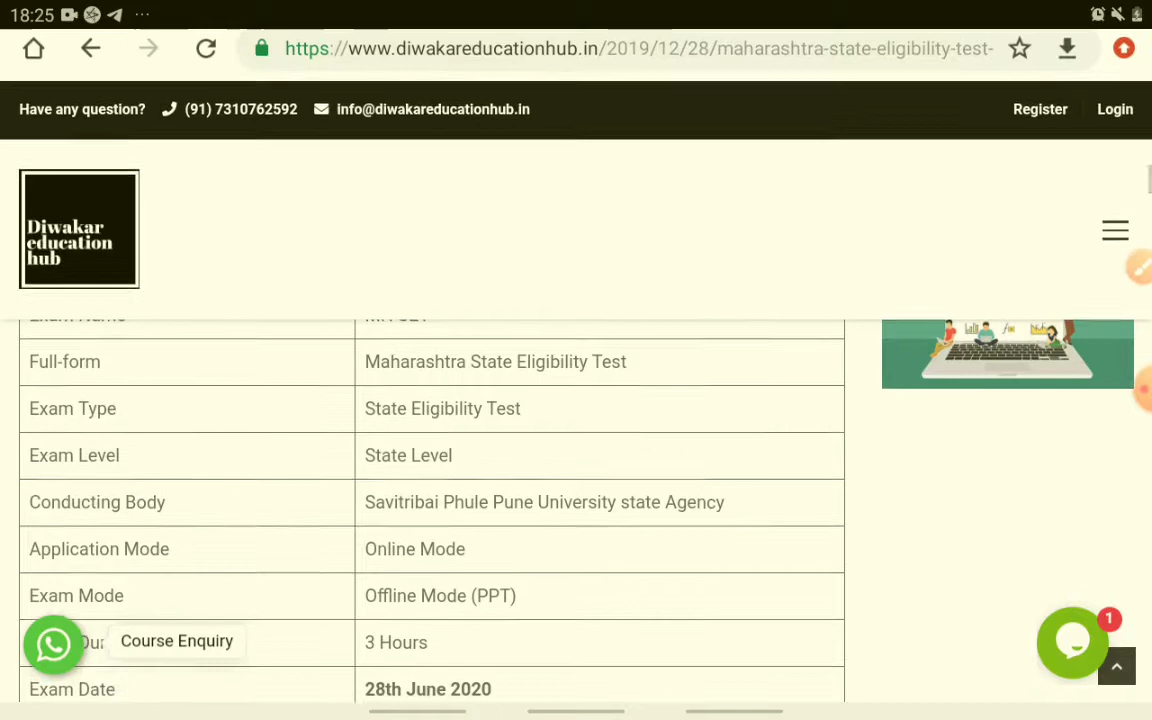 18:25
https://www.diwakareducationhub.in/2019/12/28/maharashtra-state-eligibility-test-
Have any question? (91) 7310762592 info@diwakareducationhub.in Register Login
Diwakar
education
hub
Full-form Maharashtra State Eligibility Test
Exam Type State Eligibility Test
Exam Level State Level
Conducting Body Savitribai Phule Pune University state Agency
Application Mode Online Mode
Exam Mode Offline Mode (PPT)
Course Enquiry 3 Hours
1
Exam Date 28th June 2020